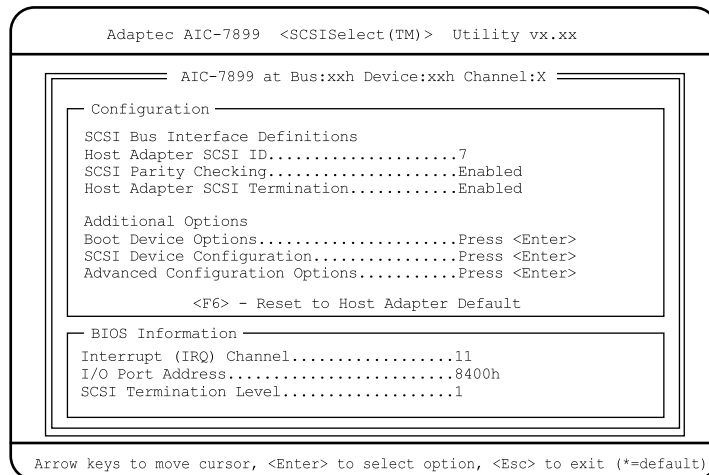 Adaptec AIC-7899 <SCSISelect(TM)> Utility vx.xx
AIC-7899 at Bus:xxh Device:xxh Channel:X
Configuration
SCSI Bus Interface Definitions
Host Adapter SCSI ID.....................7
SCSI Parity Checking.....................Enabled
Host Adapter SCSI Termination............Enabled
Additional Options
Boot Device Options......................Press <Enter>
SCSI Device Configuration................Press <Enter>
Advanced Configuration Options...........Press <Enter>
<F6> - Reset to Host Adapter Default
BIOS Information
Interrupt (IRQ) Channel..................11
I/O Port Address.........................8400h
SCSI Termination Level...................1
Arrow keys to move cursor, <Enter> to select option, <Esc> to exit (*=default)